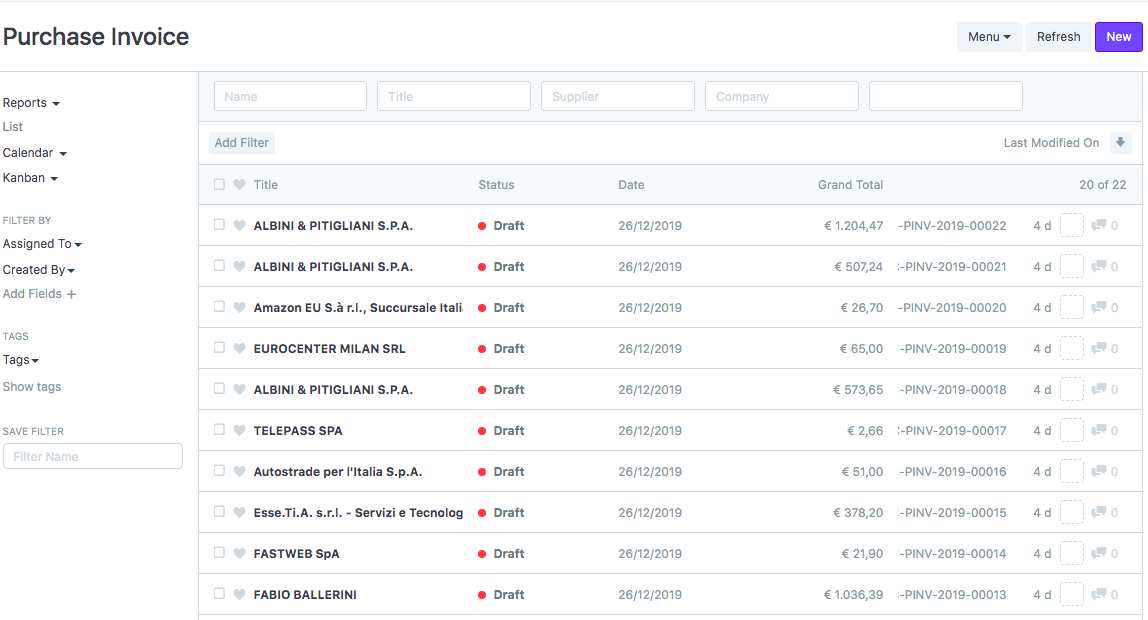 Purchase Invoice
Menu Refresh New
Reports
List
Calendar
Kanban
FILTER BY
Assigned To
Created By
Add Fields +
TAGS
Tags
Show tags
SAVE FILTER
Filter Name
Name Title Supplier Company
Add Filter Last Modified On
Title Status Date Grand Total 20 of 22
ALBINI & PITIGLIANI S.P.A. Draft 26/12/2019 € 1.204,47 -PINV-2019-00022 4 d 0
ALBINI & PITIGLIANI S.P.A. Draft 26/12/2019 € 507,24 -PINV-2019-00021 4 d 0
Amazon EU S.à r.l., Succursale Itali Draft 26/12/2019 € 26,70 -PINV-2019-00020 4 d 0
EUROCENTER MILAN SRL Draft 26/12/2019 € 65,00 -PINV-2019-00019 4 d 0
ALBINI & PITIGLIANI S.P.A. Draft 26/12/2019 € 573,65 -PINV-2019-00018 4 d 0
TELEPASS SPA Draft 26/12/2019 € 2,66 -PINV-2019-00017 4 d 0
Autostrade per l'Italia S.p.A. Draft 26/12/2019 € 51,00 -PINV-2019-00016 4 d 0
Esse.Ti.A. s.r.l. - Servizi e Tecnolog Draft 26/12/2019 € 378,20 -PINV-2019-00015 4 d 0
FASTWEB SpA Draft 26/12/2019 € 21,90 -PINV-2019-00014 4 d 0
FABIO BALLERINI Draft 26/12/2019 € 1.036,39 -PINV-2019-00013 4 d 0